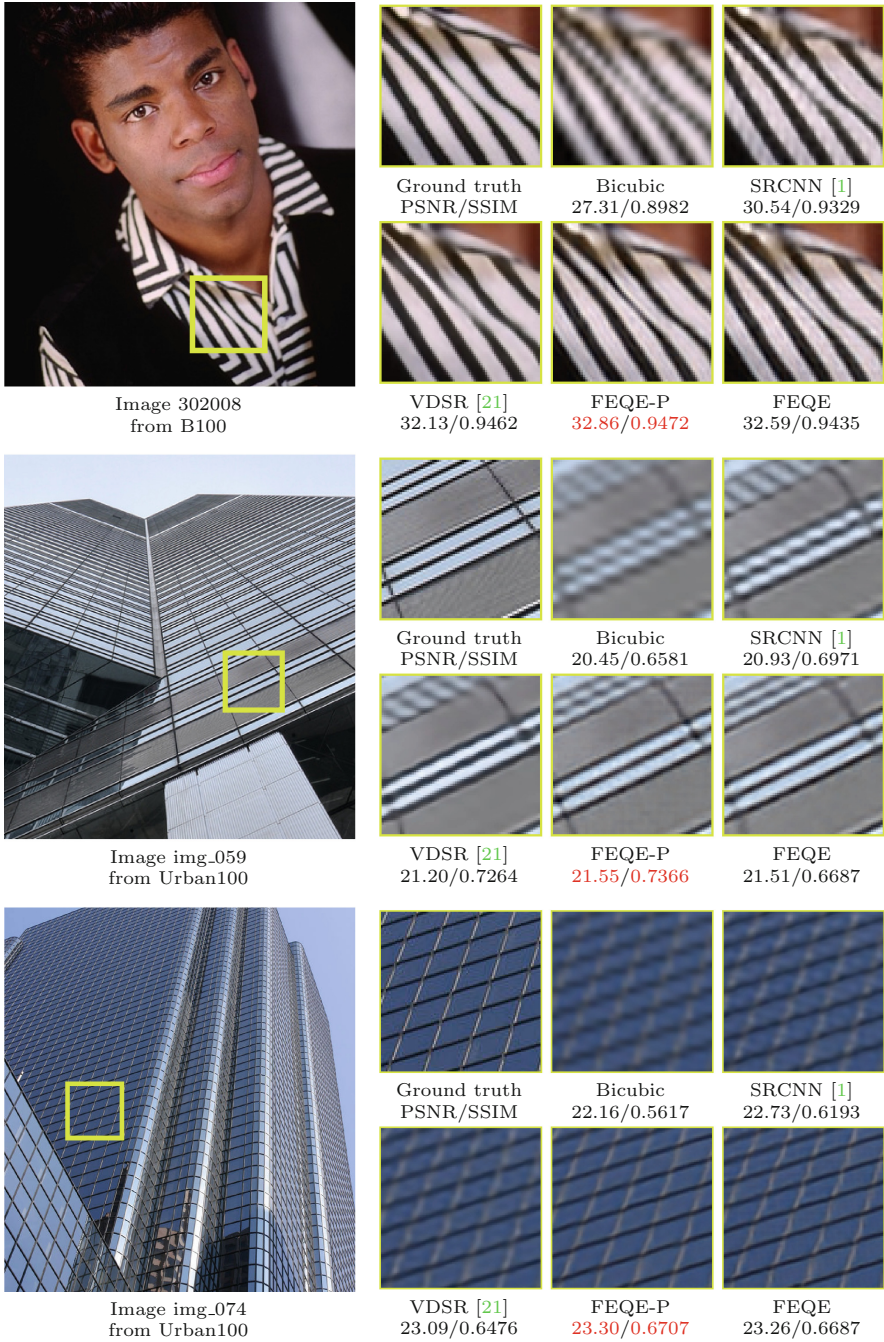 Ground truth
PSNR/SSIM
Bicubic
27.31/0.8982
SRCNN [1]
30.54/0.9329
VDSR [21]
32.13/0.9462
FEQE-P
32.86/0.9472
FEQE
32.59/0.9435
Image 302008
from B100
Ground truth
PSNR/SSIM
Bicubic
20.45/0.6581
SRCNN [1]
20.93/0.6971
VDSR [21]
21.20/0.7264
FEQE-P
21.55/0.7366
FEQE
21.51/0.6687
Image img_059
from Urban100
Ground truth
PSNR/SSIM
Bicubic
22.16/0.5617
SRCNN [1]
22.73/0.6193
VDSR [21]
23.09/0.6476
FEQE-P
23.30/0.6707
FEQE
23.26/0.6687
Image img_074
from Urban100